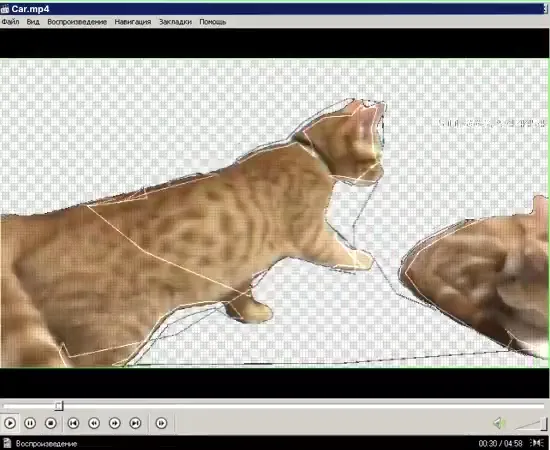 Car.mp4
Файл Вид Воспроизведение Навигация Закладки Помощь
Воспроизведение 00:30 / 04:58